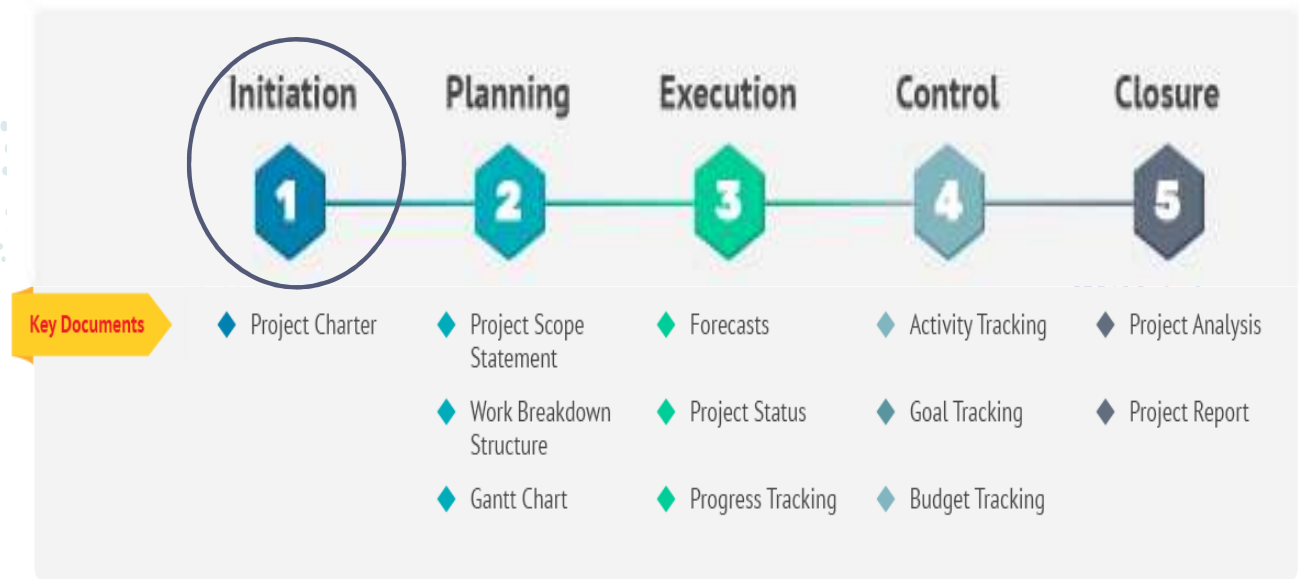 Initiation
Planning
Execution
Control
Closure
1
2
3
4
5
Key Documents
Project Charter
Project Scope
Statement
Work Breakdown
Structure
Gantt Chart
Forecasts
Project Status
Progress Tracking
Activity Tracking
Goal Tracking
Budget Tracking
Project Analysis
Project Report